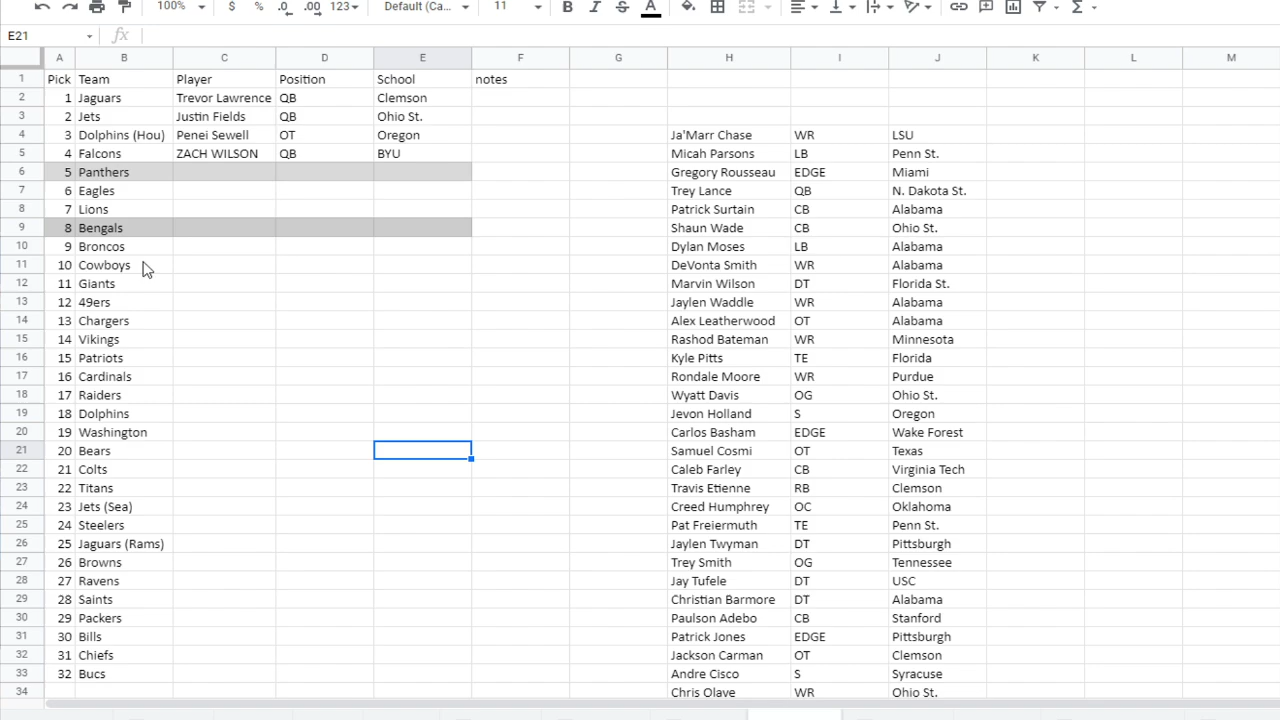 100% $ % .0 .00 123 Default (Ca... 11 B I S A
E21 fx
A B C D E F G H I J K L M
1 Pick Team Player Position School notes
2 1 Jaguars Trevor Lawrence QB Clemson
3 2 Jets Justin Fields QB Ohio St.
4 3 Dolphins (Hou) Penei Sewell OT Oregon Ja'Marr Chase WR LSU
5 4 Falcons ZACH WILSON QB BYU Micah Parsons LB Penn St.
6 5 Panthers Gregory Rousseau EDGE Miami
7 6 Eagles Trey Lance QB N. Dakota St.
8 7 Lions Patrick Surtain CB Alabama
9 8 Bengals Shaun Wade CB Ohio St.
10 9 Broncos Dylan Moses LB Alabama
11 10 Cowboys DeVonta Smith WR Alabama
12 11 Giants Marvin Wilson DT Florida St.
13 12 49ers Jaylen Waddle WR Alabama
14 13 Chargers Alex Leatherwood OT Alabama
15 14 Vikings Rashod Bateman WR Minnesota
16 15 Patriots Kyle Pitts TE Florida
17 16 Cardinals Rondale Moore WR Purdue
18 17 Raiders Wyatt Davis OG Ohio St.
19 18 Dolphins Jevon Holland S Oregon
20 19 Washington Carlos Basham EDGE Wake Forest
21 20 Bears Samuel Cosmi OT Texas
22 21 Colts Caleb Farley CB Virginia Tech
23 22 Titans Travis Etienne RB Clemson
24 23 Jets (Sea) Creed Humphrey OC Oklahoma
25 24 Steelers Pat Freiermuth TE Penn St.
26 25 Jaguars (Rams) Jaylen Twyman DT Pittsburgh
27 26 Browns Trey Smith OG Tennessee
28 27 Ravens Jay Tufele DT USC
29 28 Saints Christian Barmore DT Alabama
30 29 Packers Paulson Adebo CB Stanford
31 30 Bills Patrick Jones EDGE Pittsburgh
32 31 Chiefs Jackson Carman OT Clemson
33 32 Bucs Andre Cisco S Syracuse
34 Chris Olave WR Ohio St.